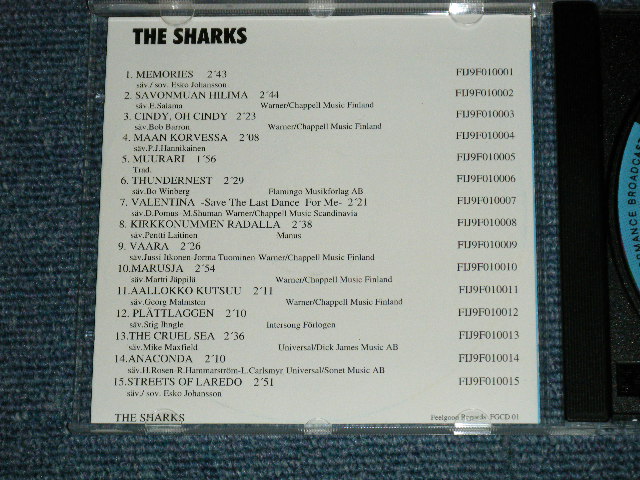 THE SHARKS
1. MEMORIES 2´43 FIJ9F010001
säv./ sov. Esko Johansson
2. SAVONMUAN HILIMA 2´44 FIJ9F010002
säv.E.Salama Warner/Chappell Music Finland
3. CINDY, OH CINDY 2´23 FIJ9F010003
säv.Bob Barron Warner/Chappell Music Finland
4. MAAN KORVESSA 2´08 FIJ9F010004
säv.P.J.Hannikainen
5. MUURARI 1´56 FIJ9F010005
Trad.
6. THUNDERNEST 2´29 FIJ9F010006
säv.Bo Winberg Flamingo Musikförlag AB
7. VALENTINA -Save The Last Dance For Me- 2´21 FIJ9F010007
säv.D.Pomus- M.Shuman Warner/Chappell Music Scandinavia
8. KIRKKONUMMEN RADALLA 2´38 FIJ9F010008
säv.Pentti Laitinen Manus
9. VAARA 2´26 FIJ9F010009
säv.Jussi Itkonen-Jorma Tuominen Warner/Chappell Music Finland
10.MARUSJA 2´54 FIJ9F010010
säv.Martti Jäppilä Warner/Chappell Music Finland
11.AALLOKKO KUTSUU 2´11 FIJ9F010011
säv.Georg Malmsten Warner/Chappell Music Finland
12. PLÄTTLAGGEN 2´10 FIJ9F010012
säv.Stig Ihngle Intersong Förlogen
13.THE CRUEL SEA 2´36 FIJ9F010013
säv.Mike Maxfield Universal/Dick James Music AB
14.ANACONDA 2´10 FIJ9F010014
säv.H.Rosen-R.Hammarström-L.Carlsmyr Universal/Sonet Music AB
15.STREETS OF LAREDO 2´51 FIJ9F010015
säv./ sov. Esko Johansson
THE SHARKS Feelgood Records FGCD 01